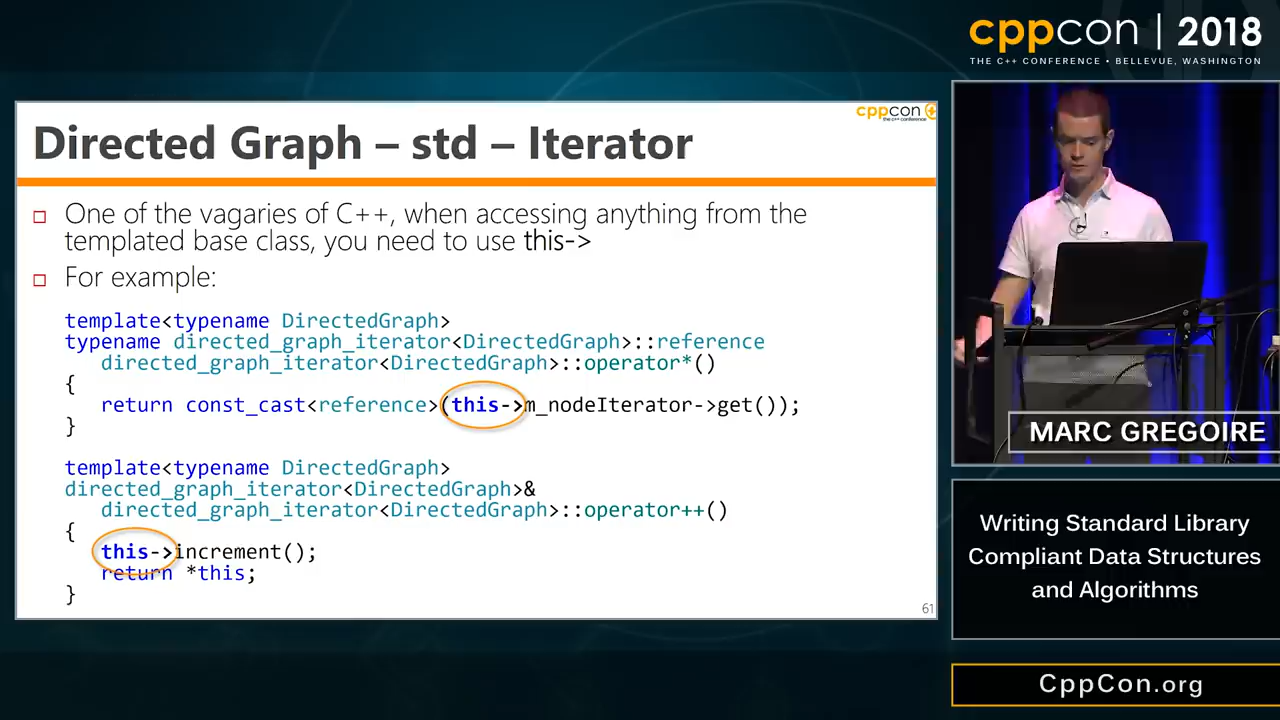 cppcon | 2018
THE C++ CONFERENCE • BELLEVUE, WASHINGTON
cppcon
the c++ conference
Directed Graph – std – Iterator
One of the vagaries of C++, when accessing anything from the
templated base class, you need to use this->
For example:
template<typename DirectedGraph>
typename directed_graph_iterator<DirectedGraph>::reference
directed_graph_iterator<DirectedGraph>::operator*()
{
return const_cast<reference>(this->m_nodeIterator->get());
}
template<typename DirectedGraph>
directed_graph_iterator<DirectedGraph>&
directed_graph_iterator<DirectedGraph>::operator++()
{
this->increment();
return *this;
}
61
MARC GREGOIRE
Writing Standard Library
Compliant Data Structures
and Algorithms
CppCon.org